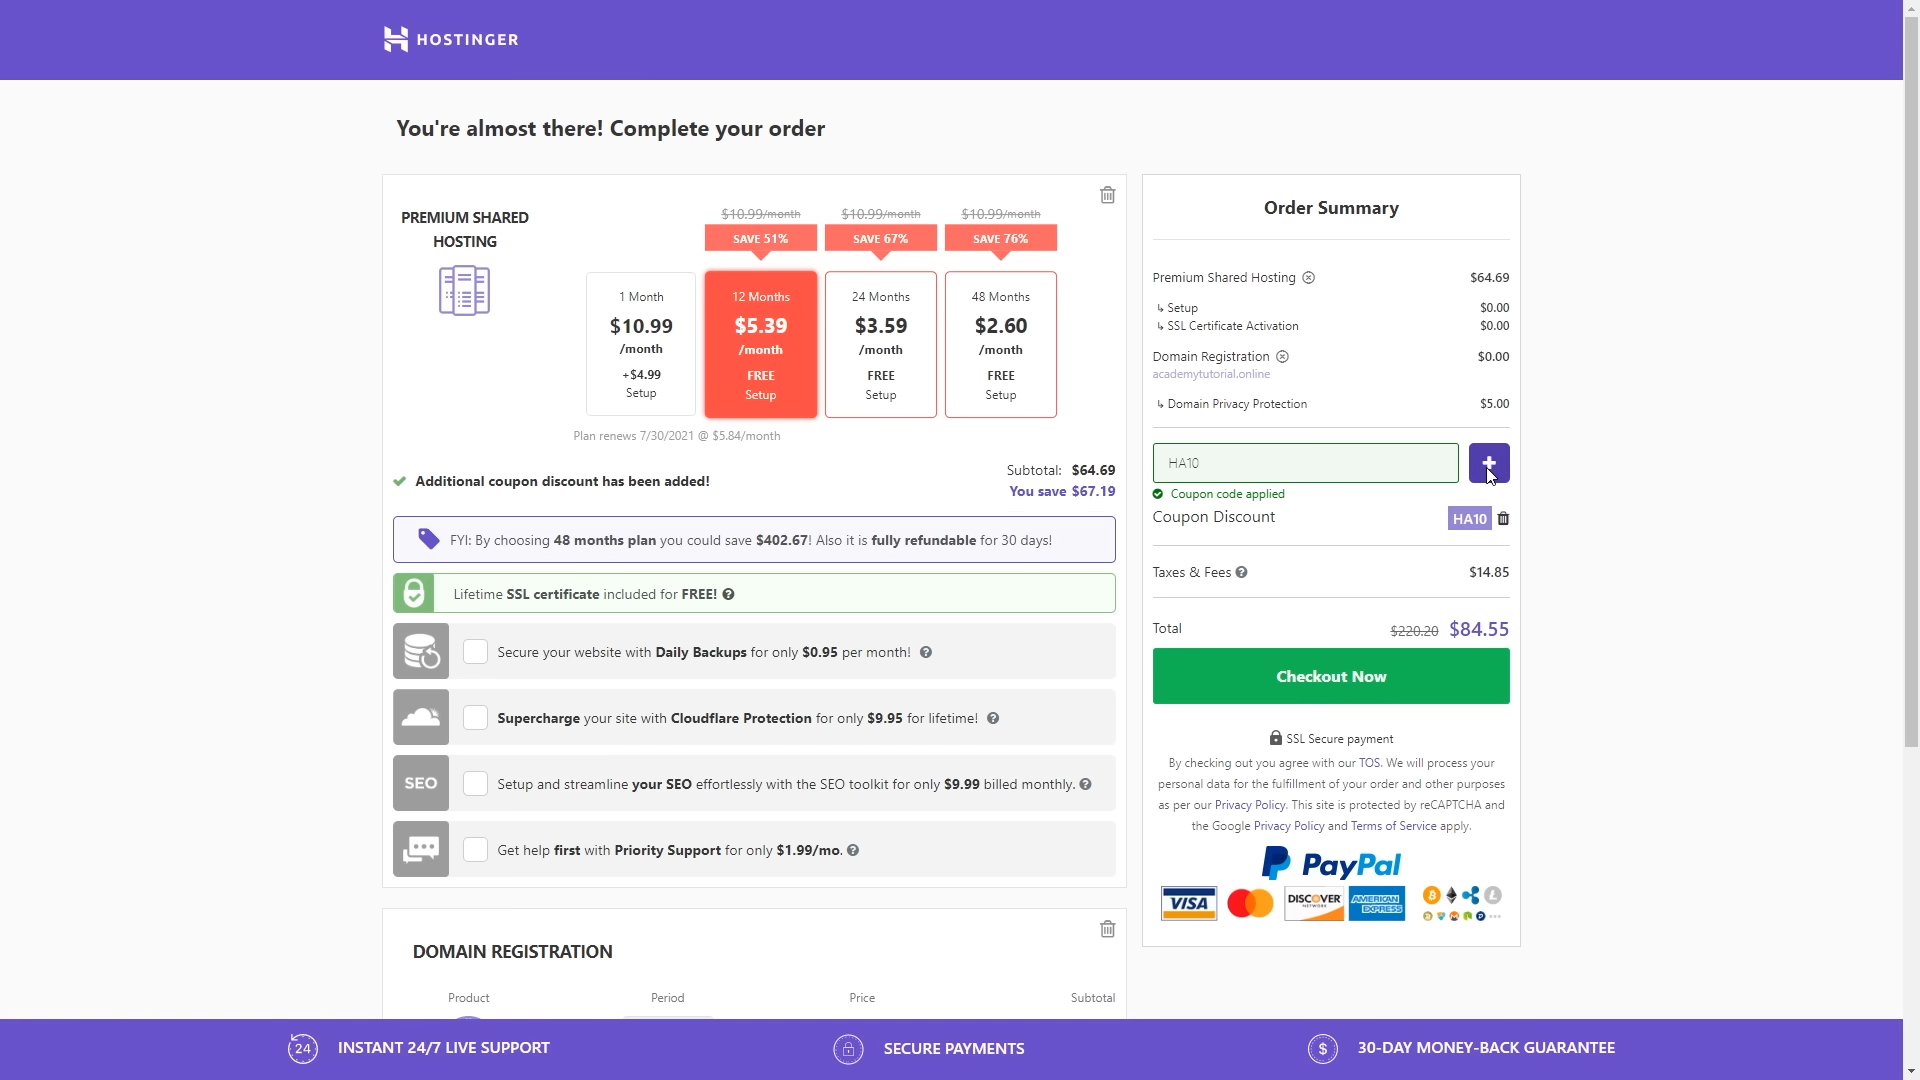 HOSTINGER
You're almost there! Complete your order
PREMIUM SHARED
HOSTING
$10.99/month
SAVE 51%
$10.99/month
SAVE 67%
$10.99/month
SAVE 76%
1 Month
$10.99
/month
+$4.99
Setup
12 Months
$5.39
/month
FREE
Setup
24 Months
$3.59
/month
FREE
Setup
48 Months
$2.60
/month
FREE
Setup
Plan renews 7/30/2021 @ $5.84/month
Additional coupon discount has been added!
Subtotal: $64.69
You save $67.19
FYI: By choosing 48 months plan you could save $402.67! Also it is fully refundable for 30 days!
Lifetime SSL certificate included for FREE!
Secure your website with Daily Backups for only $0.95 per month!
Supercharge your site with Cloudflare Protection for only $9.95 for lifetime!
SEO
Setup and streamline your SEO effortlessly with the SEO toolkit for only $9.99 billed monthly.
Get help first with Priority Support for only $1.99/mo.
DOMAIN REGISTRATION
Product Period Price Subtotal
Order Summary
Premium Shared Hosting $64.69
↳ Setup $0.00
↳ SSL Certificate Activation $0.00
Domain Registration $0.00
academytutorial.online
↳ Domain Privacy Protection $5.00
HA10
Coupon code applied
Coupon Discount HA10
Taxes & Fees $14.85
Total $220.20 $84.55
Checkout Now
SSL Secure payment
By checking out you agree with our TOS. We will process your
personal data for the fulfillment of your order and other purposes
as per our Privacy Policy. This site is protected by reCAPTCHA and
the Google Privacy Policy and Terms of Service apply.
PayPal
VISA
DISCOVER
NETWORK
AMERICAN
EXPRESS
24
INSTANT 24/7 LIVE SUPPORT
SECURE PAYMENTS
$
30-DAY MONEY-BACK GUARANTEE